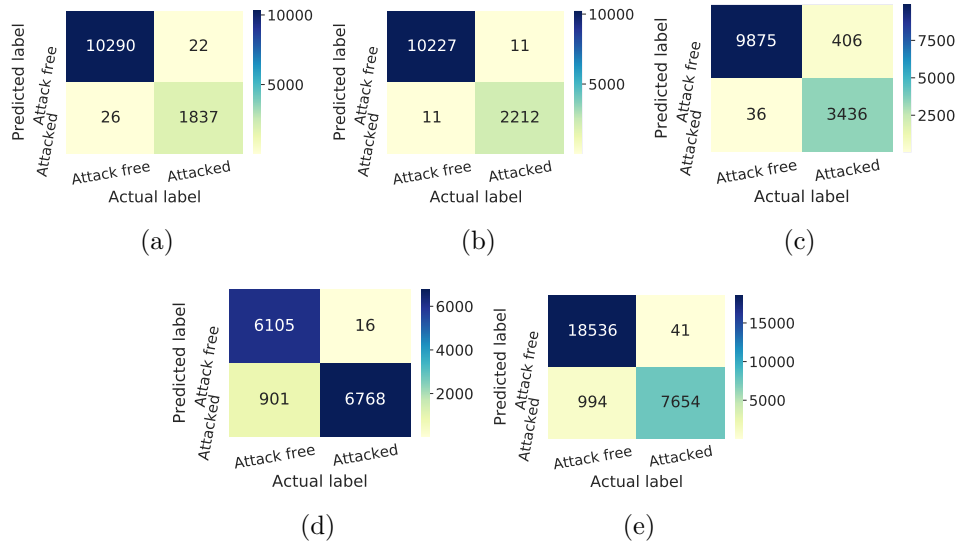 Predicted label
Attack free
Attacked
10290 22
26 1837
10000
5000
Attack free Attacked
Actual label
(a)
Predicted label
Attack free
Attacked
10227 11
11 2212
10000
5000
Attack free Attacked
Actual label
(b)
Predicted label
Attack free
Attacked
9875 406
36 3436
7500
5000
2500
Attack free Attacked
Actual label
(c)
Predicted label
Attack free
Attacked
6105 16
901 6768
6000
4000
2000
Attack free Attacked
Actual label
(d)
Predicted label
Attack free
Attacked
18536 41
994 7654
15000
10000
5000
Attack free Attacked
Actual label
(e)